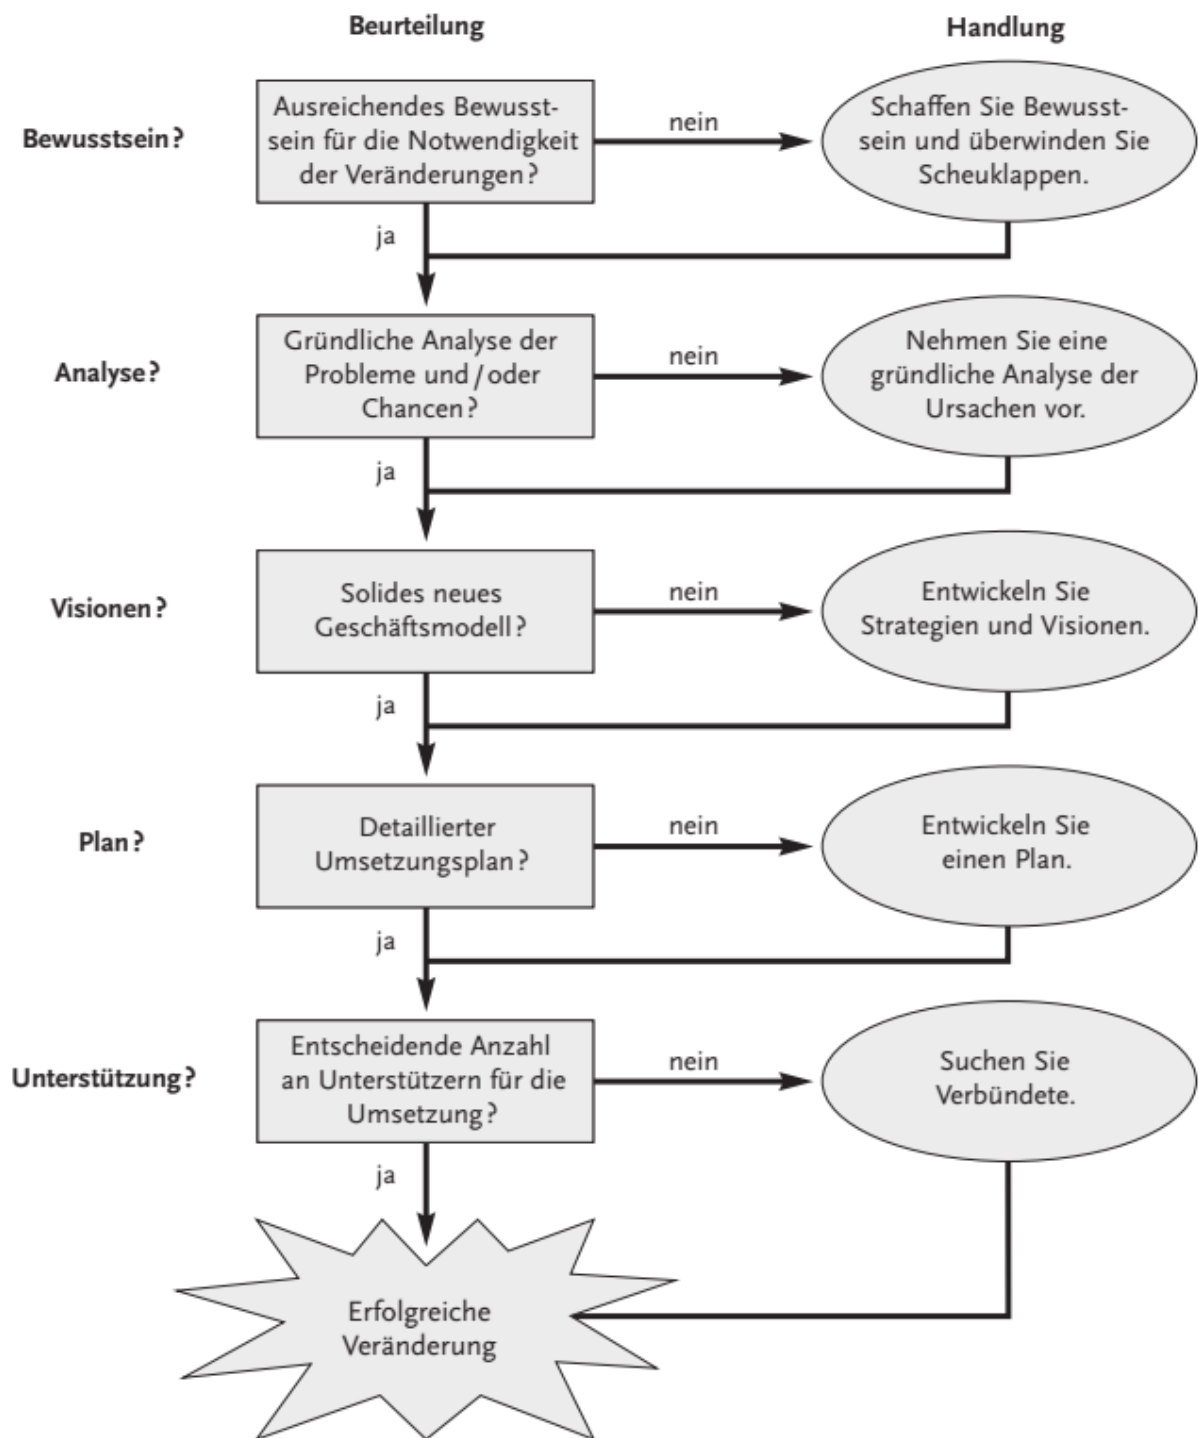 Beurteilung
Handlung
Bewusstsein?
Ausreichendes Bewusst-
sein für die Notwendigkeit
der Veränderungen?
nein
Schaffen Sie Bewusst-
sein und überwinden Sie
Scheuklappen.
ja
Analyse?
Gründliche Analyse der
Probleme und/oder
Chancen?
nein
Nehmen Sie eine
gründliche Analyse der
Ursachen vor.
ja
Visionen?
Solides neues
Geschäftsmodell?
nein
Entwickeln Sie
Strategien und Visionen.
ja
Plan?
Detaillierter
Umsetzungsplan?
nein
Entwickeln Sie
einen Plan.
ja
Unterstützung?
Entscheidende Anzahl
an Unterstützern für die
Umsetzung?
nein
Suchen Sie
Verbündete.
ja
Erfolgreiche
Veränderung